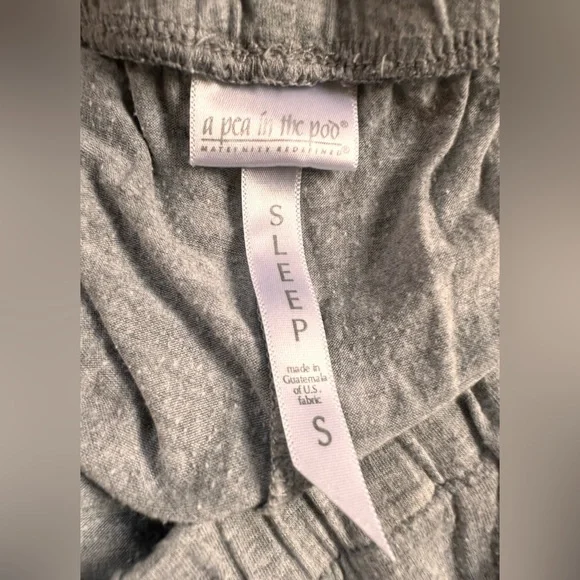 a pea in the pod®
MATERNITY REDEFINED®
SLEEP
made in
Guatemala
of U.S.
fabric
S